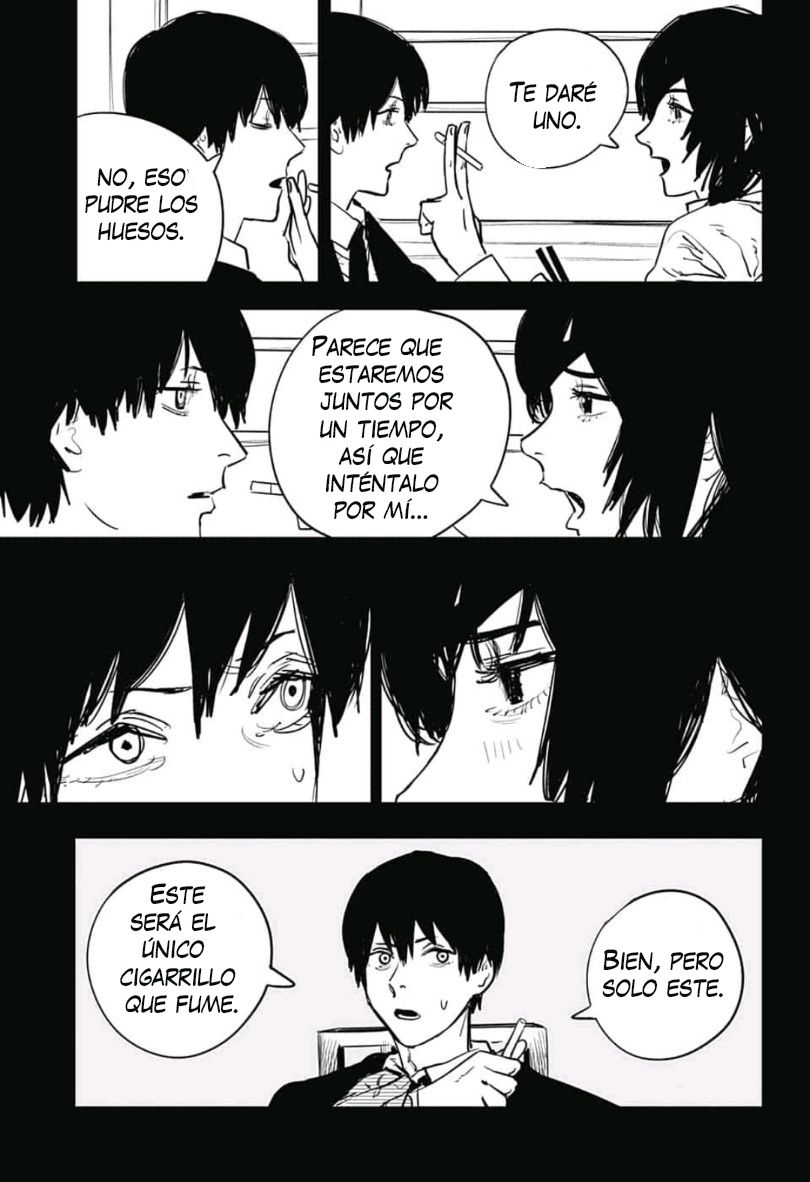 TE DARÉ
UNO.
NO, ESO
PUDRE LOS
HUESOS.
PARECE QUE
ESTAREMOS
JUNTOS POR
UN TIEMPO,
ASÍ QUE
INTÉNTALO
POR MÍ...
BIEN, PERO
SOLO ESTE.
ESTE
SERÁ EL
ÚNICO
CIGARRILLO
QUE FUME.